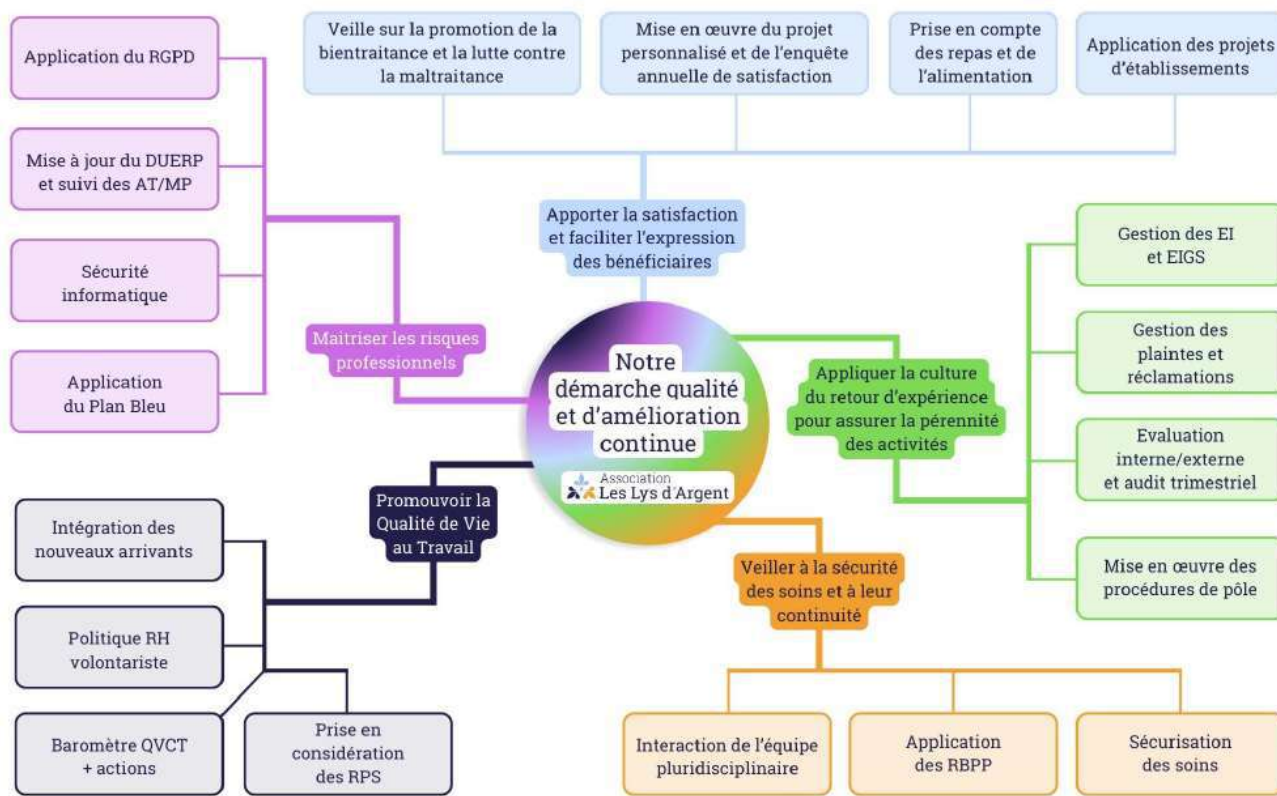 Application du RGPD
Mise à jour du DUERP
et suivi des AT/MP
Sécurité
informatique
Application
du Plan Bleu
Maitriser les risques
professionnels
Veille sur la promotion de la
bientraitance et la lutte contre
la maltraitance
Mise en œuvre du projet
personnalisé et de l'enquête
annuelle de satisfaction
Prise en compte
des repas et de
l'alimentation
Application des projets
d'établissements
Apporter la satisfaction
et faciliter l'expression
des bénéficiaires
Notre
démarche qualité
et d'amélioration
continue
Association
Les Lys d'Argent
Appliquer la culture
du retour d'expérience
pour assurer la pérennité
des activités
Gestion des EI
et EIGS
Gestion des
plaintes et
réclamations
Evaluation
interne/externe
et audit trimestriel
Mise en œuvre des
procédures de pôle
Promouvoir la
Qualité de Vie
au Travail
Intégration des
nouveaux arrivants
Politique RH
volontariste
Baromètre QVCT
+ actions
Prise en
considération
des RPS
Veiller à la sécurité
des soins et à leur
continuité
Interaction de l'équipe
pluridisciplinaire
Application
des RBPP
Sécurisation
des soins